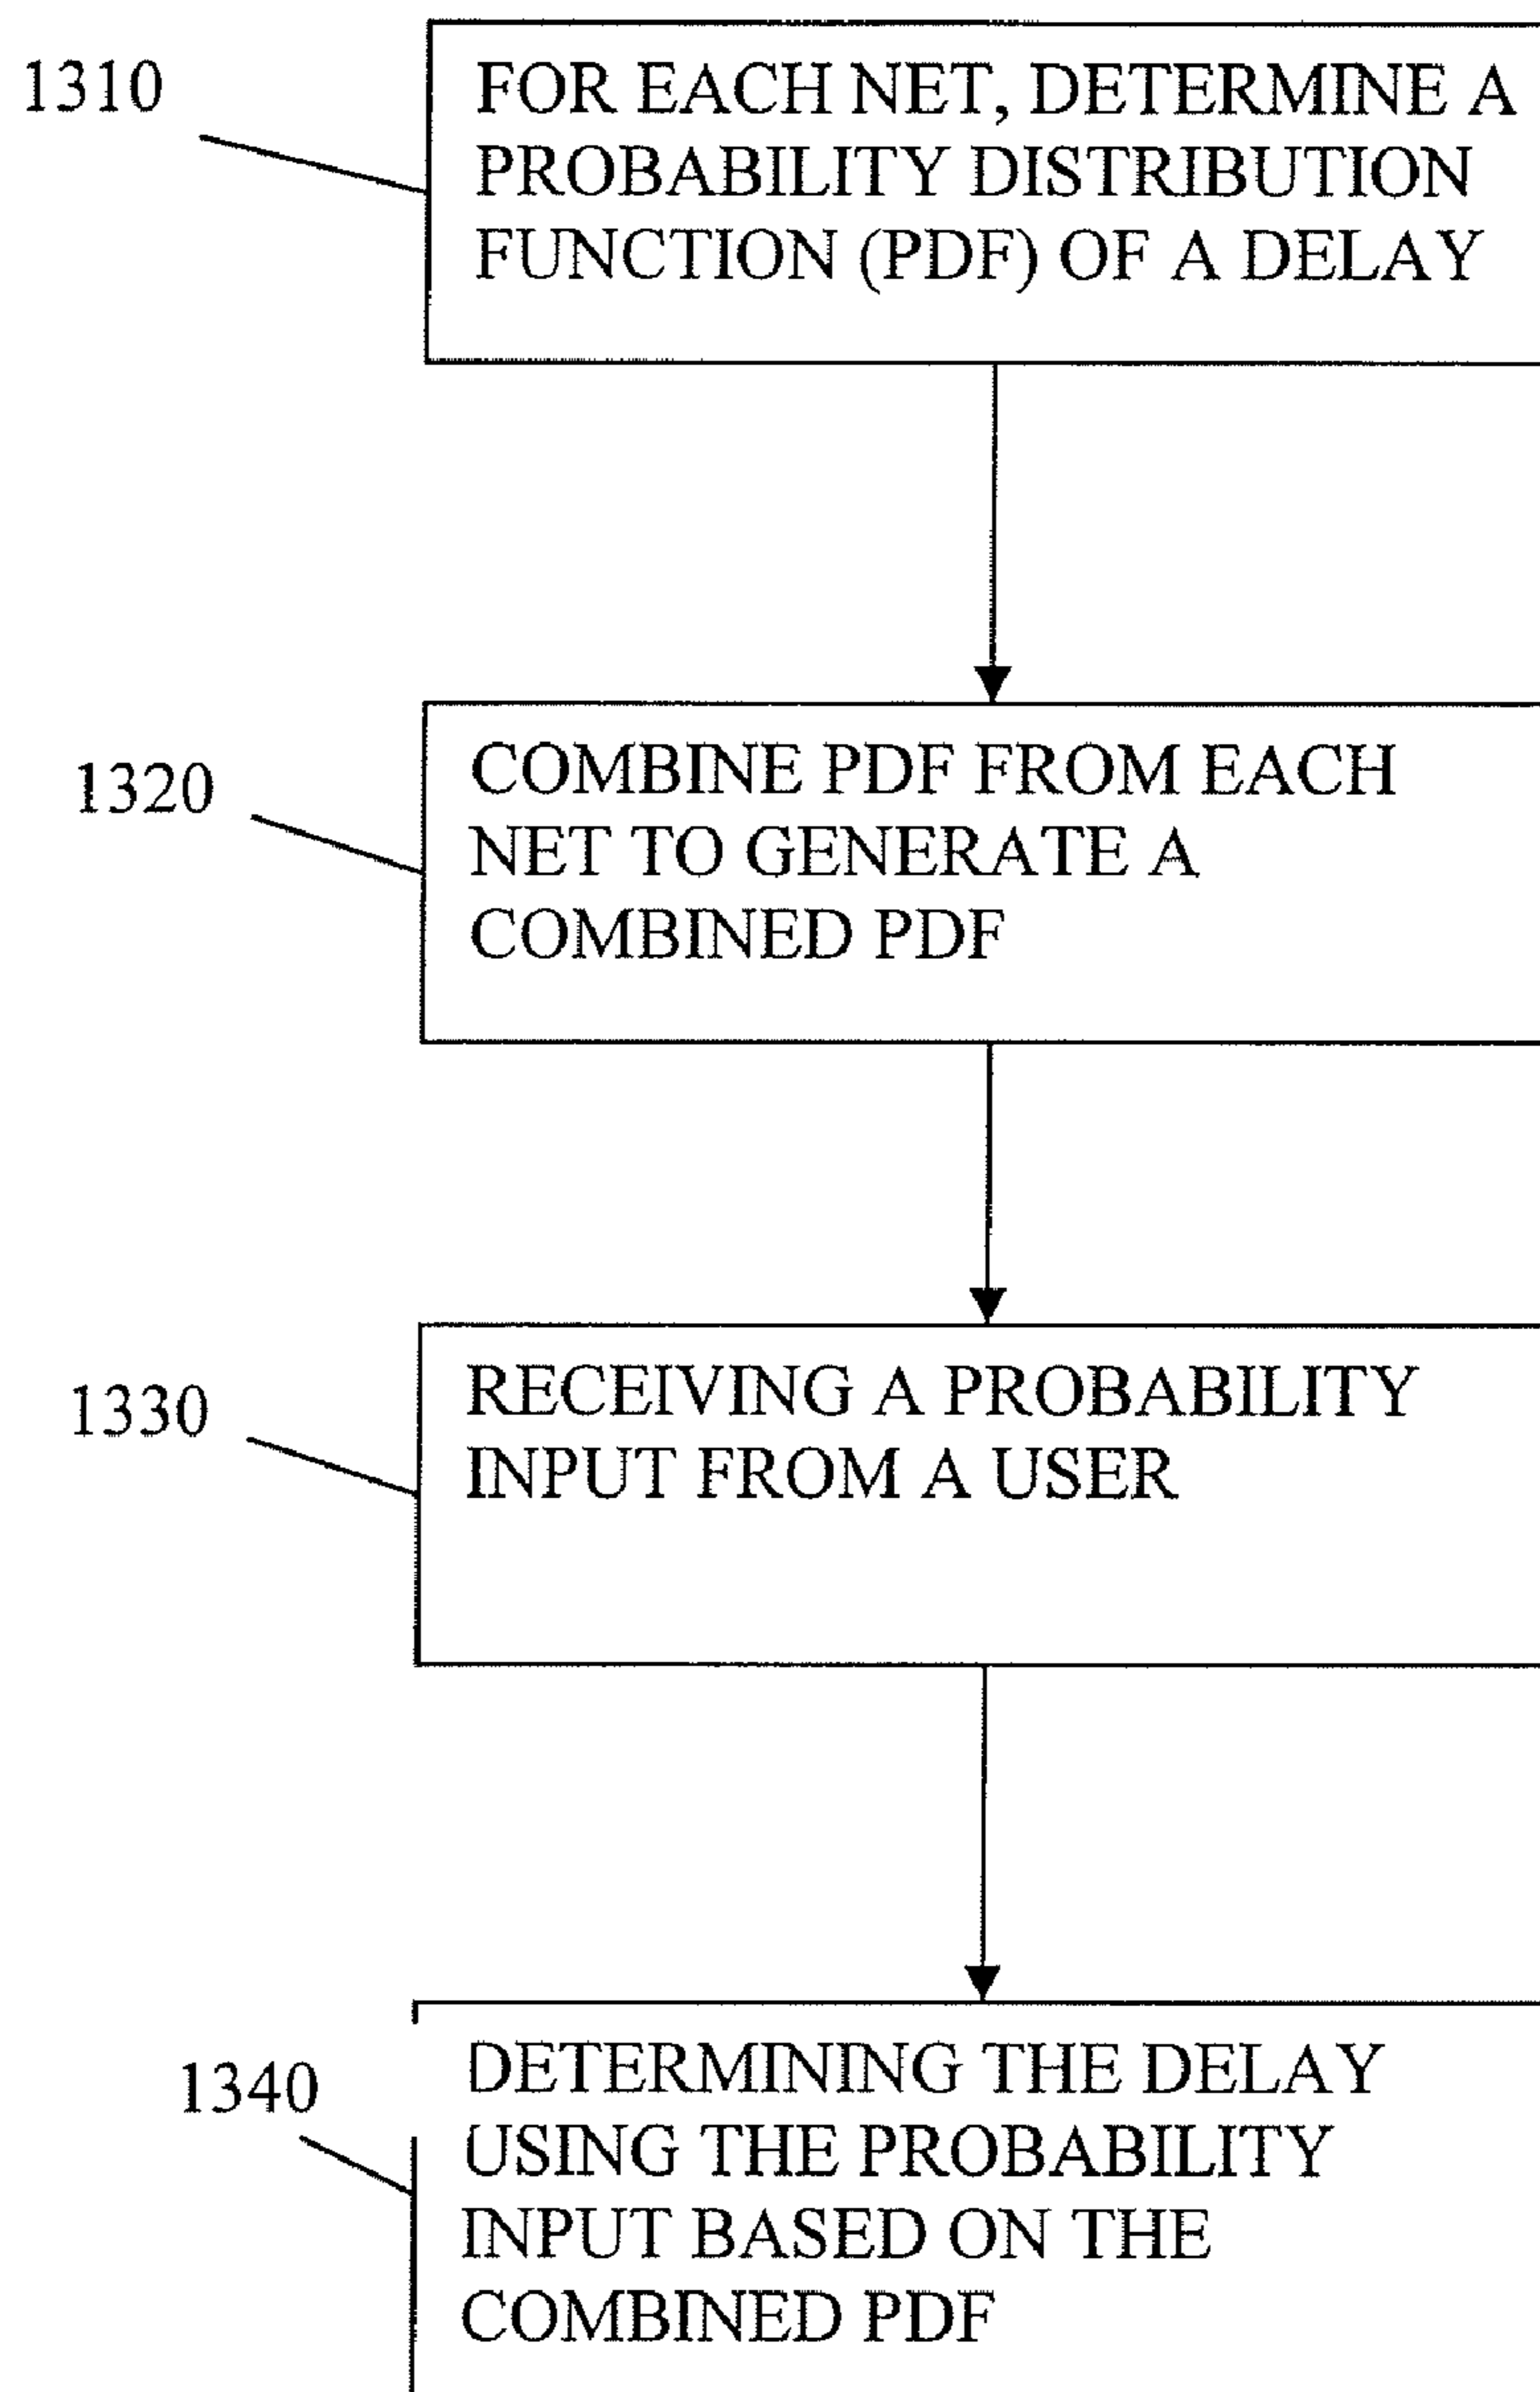 1310
FOR EACH NET, DETERMINE A
PROBABILITY DISTRIBUTION
FUNCTION (PDF) OF A DELAY
1320
COMBINE PDF FROM EACH
NET TO GENERATE A
COMBINED PDF
1330
RECEIVING A PROBABILITY
INPUT FROM A USER
1340
DETERMINING THE DELAY
USING THE PROBABILITY
INPUT BASED ON THE
COMBINED PDF